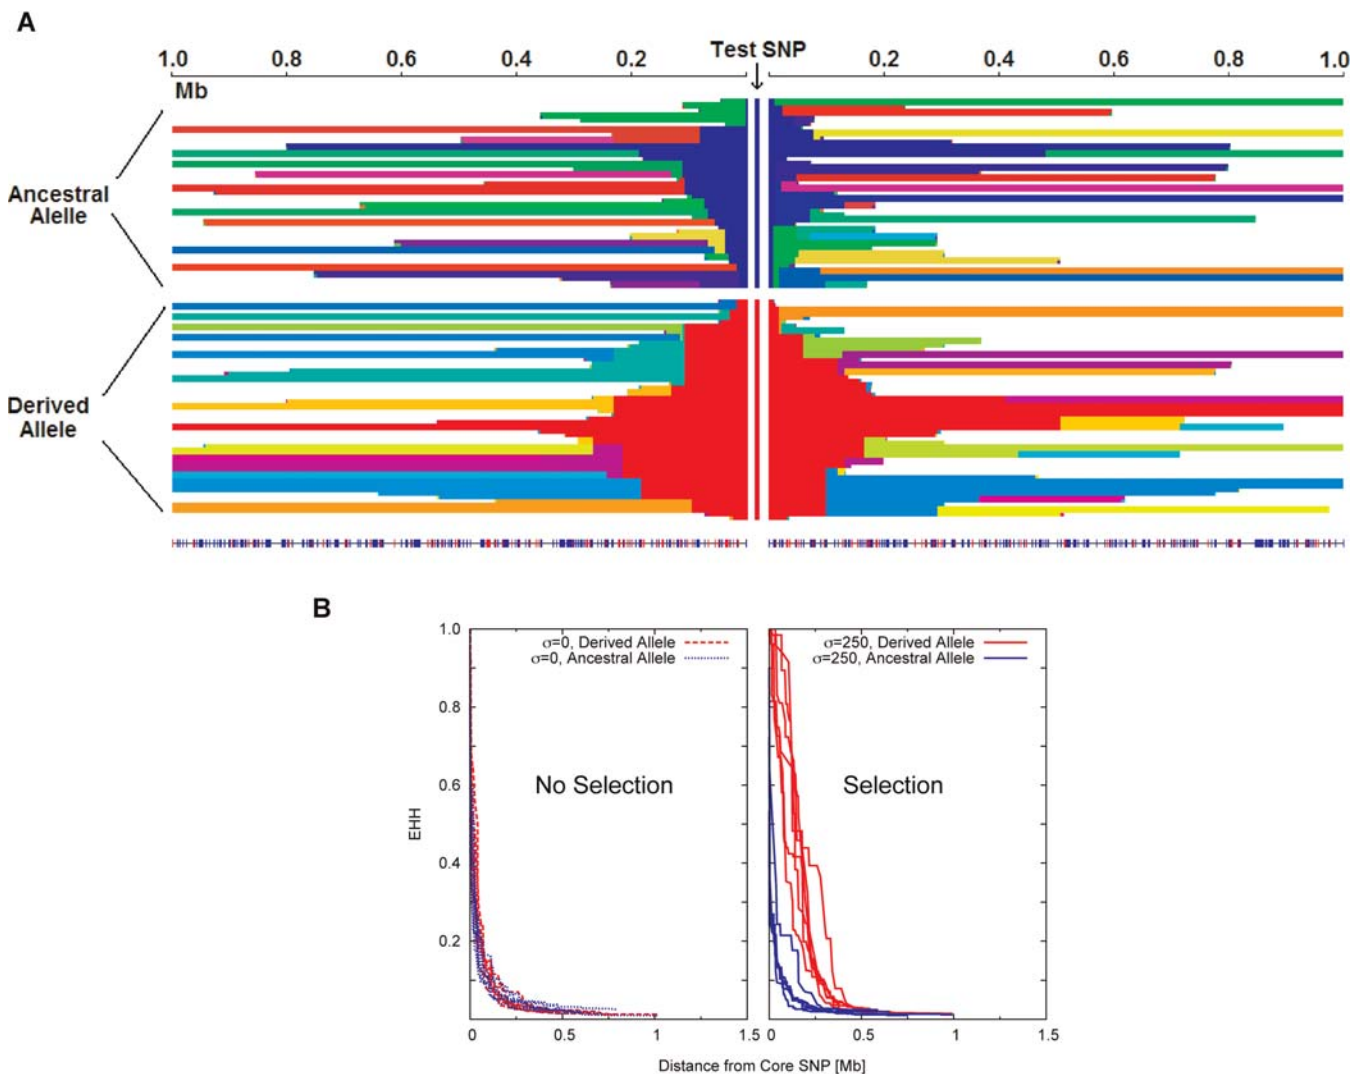 A
Test SNP
1.0 0.8 0.6 0.4 0.2 0.2 0.4 0.6 0.8 1.0
Mb
Ancestral
Alelle
Derived
Allele
B
1.0
0.8
0.6
0.4
0.2
EHH
σ=0, Derived Allele
σ=0, Ancestral Allele
No Selection
σ=250, Derived Allele
σ=250, Ancestral Allele
Selection
0 0.5 1 1.5 0 0.5 1 1.5
Distance from Core SNP [Mb]